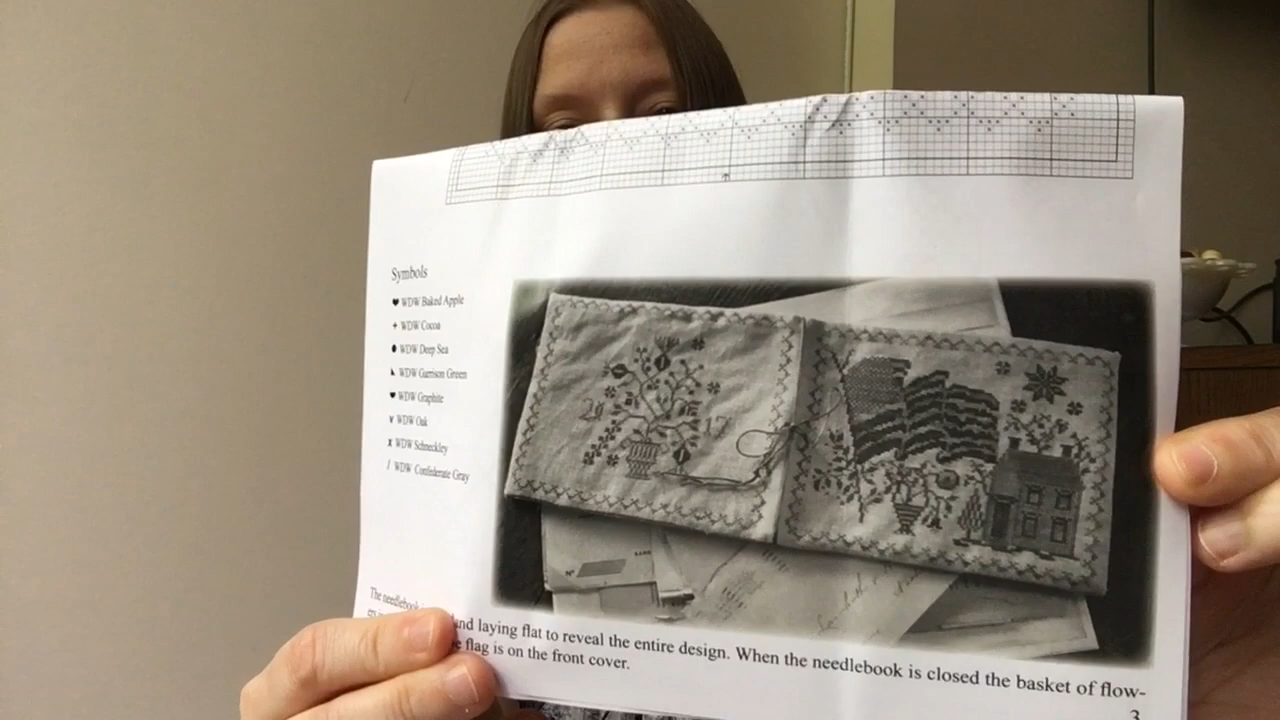 Symbols
♥ WDW Baked Apple
+ WDW Cocoa
WDW Deep Sea
WDW Garrison Green
♥ WDW Graphite
v WDW Oak
x WDW Schneckley
/ WDW Confederate Gray
20 17
The needlebook and laying flat to reveal the entire design. When the needlebook is closed the basket of flow-
flag is on the front cover.
3